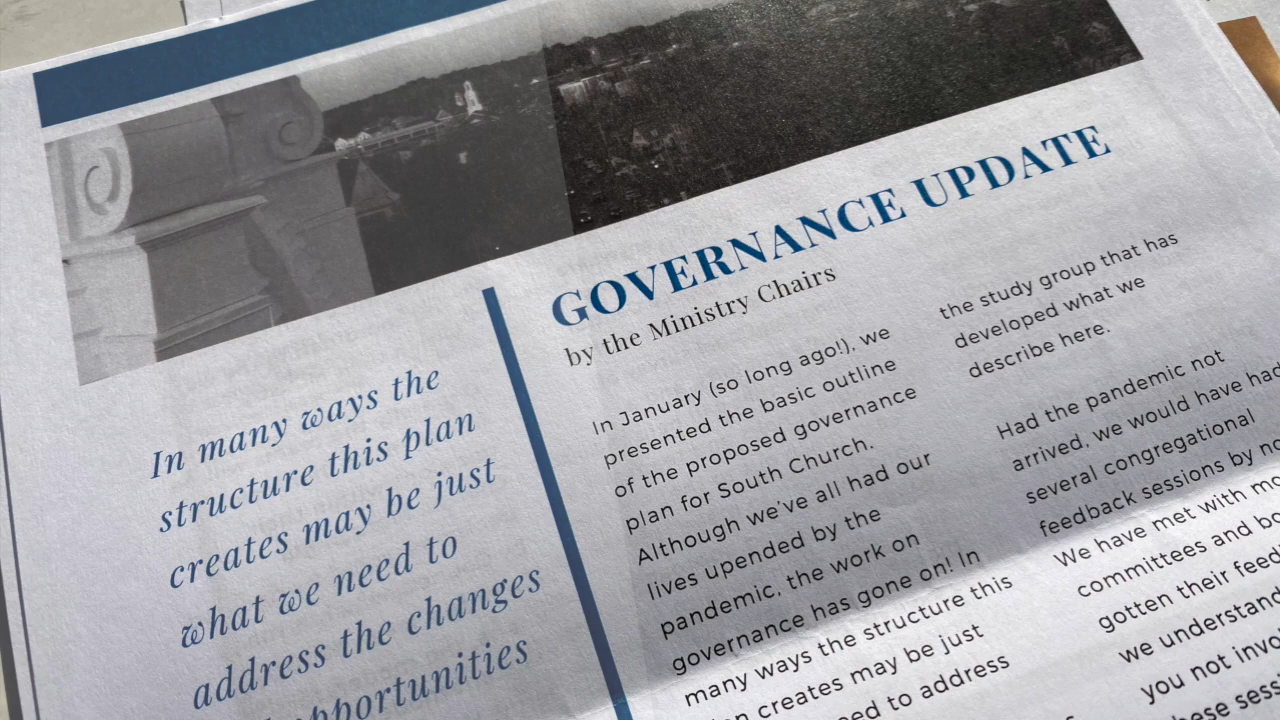 GOVERNANCE UPDATE
by the Ministry Chairs
In many ways the
structure this plan
creates may be just
what we need to
address the changes
opportunities
In January (so long ago!), we
presented the basic outline
of the proposed governance
plan for South Church.
Although we've all had our
lives upended by the
pandemic, the work on
governance has gone on! In
many ways the structure this
creates may be just
to address
the study group that has
developed what we
describe here.
Had the pandemic not
arrived, we would have had
several congregational
feedback sessions by
We have met with
committees and
gotten their
we understand
you not
these